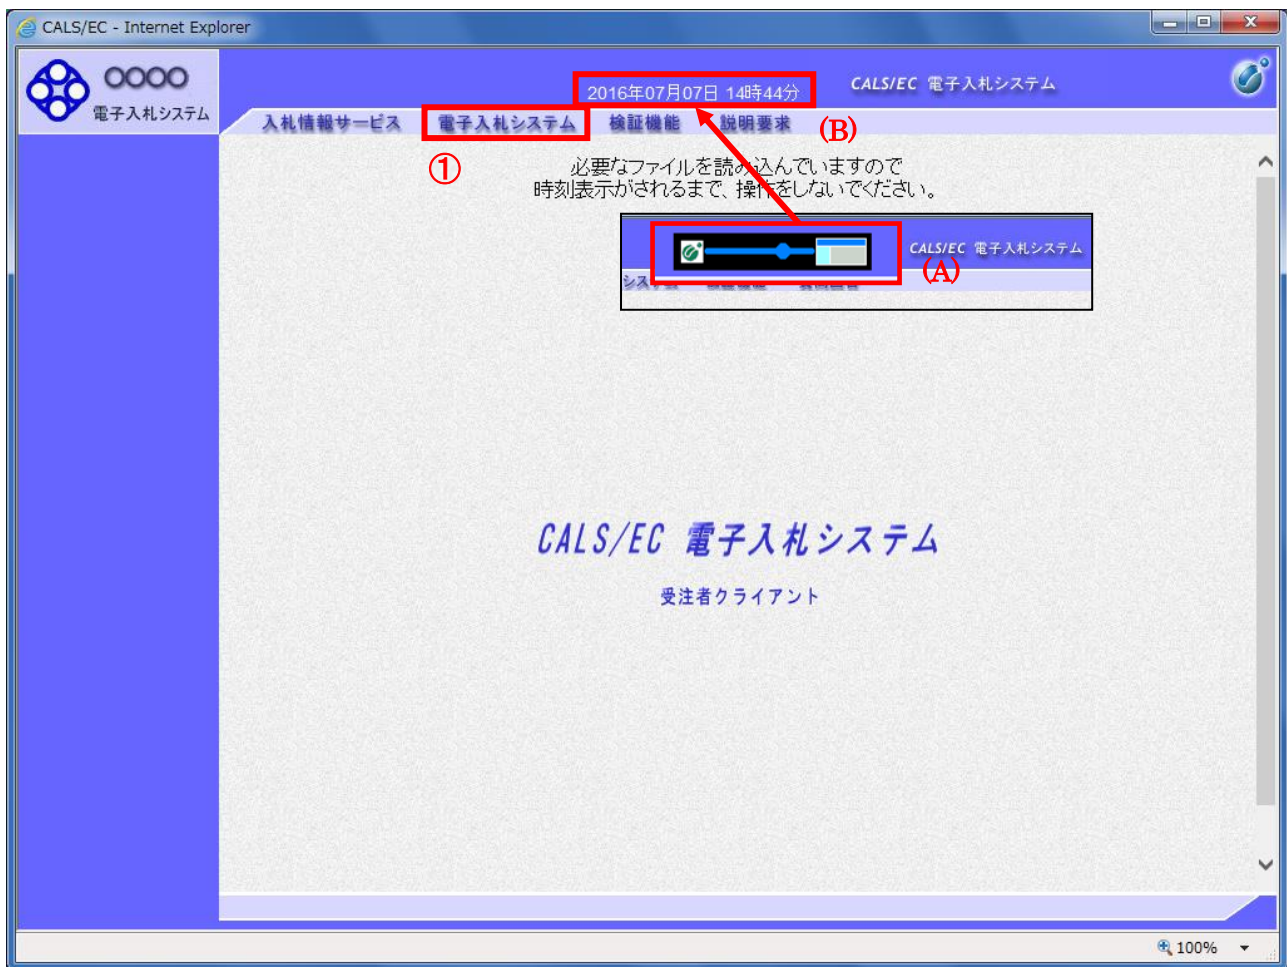 CALS/EC - Internet Explorer
〇〇〇〇
電子入札システム
2016年07月07日 14時44分
CALS/EC 電子入札システム
入札情報サービス 電子入札システム 検証機能 説明要求
(B)
①
必要なファイルを読み込んでいますので
時刻表示がされるまで、操作をしないでください。
CALS/EC 電子入札システム
(A)
CALS/EC 電子入札システム
受注者クライアント
100%